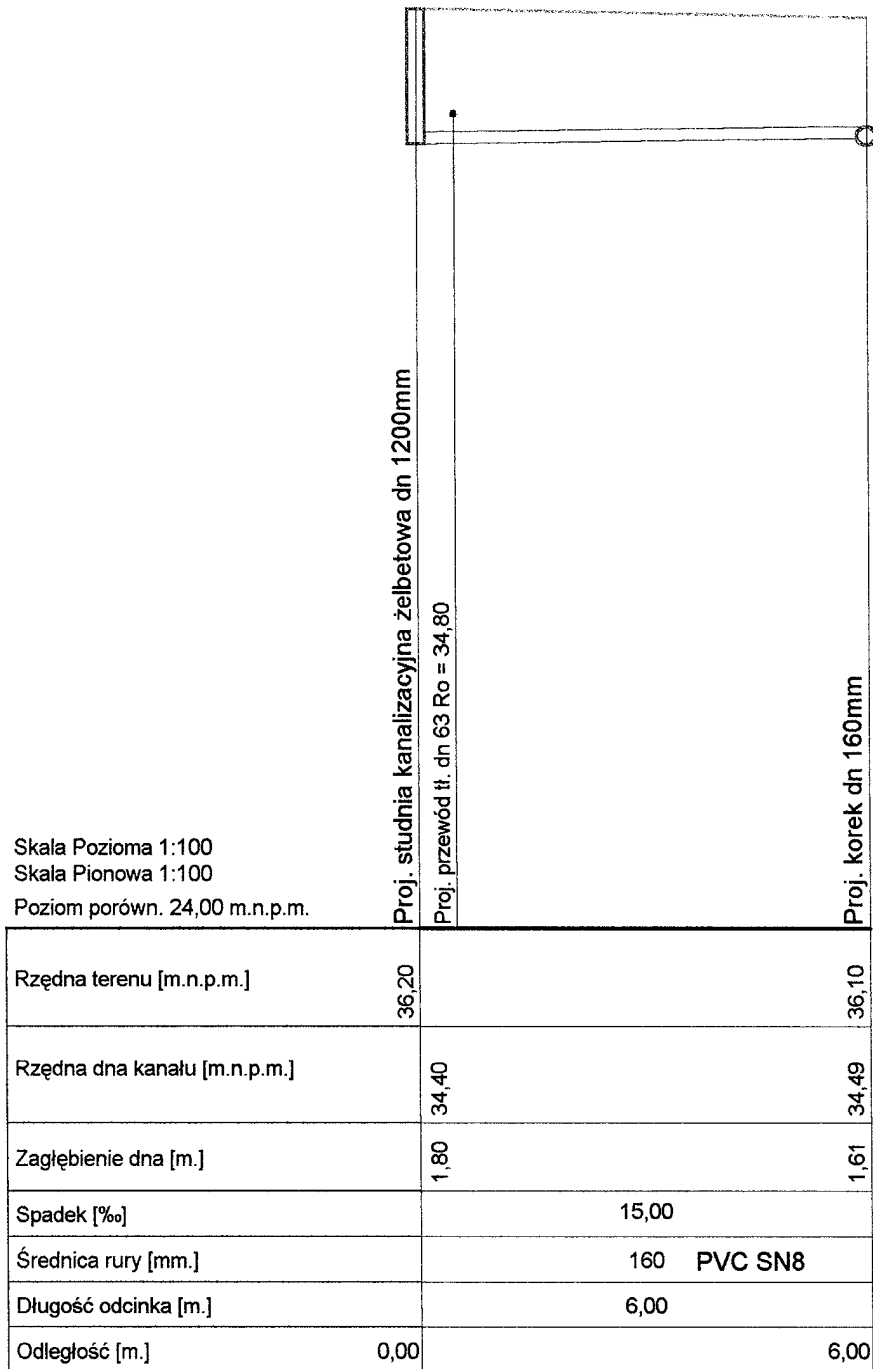 Proj. studnia kanalizacyjna żelbetowa dn 1200mm
Proj. przewód tł. dn 63 Ro = 34,80
Proj. korek dn 160mm
Skala Pozioma 1:100
Skala Pionowa 1:100
Poziom porówn. 24,00 m.n.p.m.
Rzędna terenu [m.n.p.m.] 36,20 36,10
Rzędna dna kanału [m.n.p.m.] 34,40 34,49
Zagłębienie dna [m.] 1,80 1,61
Spadek [‰] 15,00
Średnica rury [mm.] 160 PVC SN8
Długość odcinka [m.] 6,00
Odległość [m.] 0,00 6,00